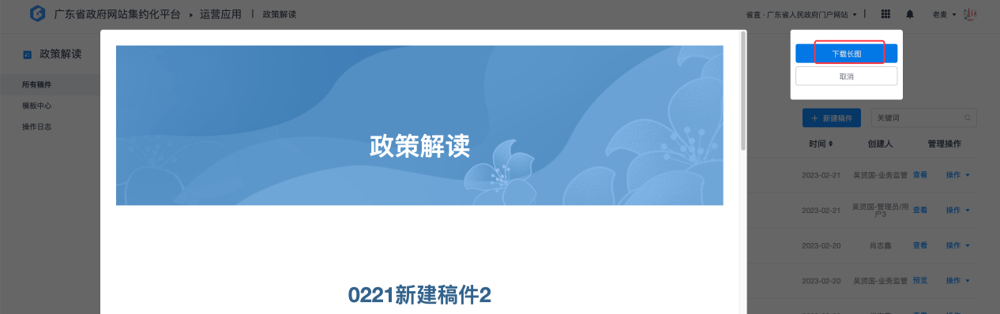 广东省政府网站集约化平台 运营应用 政策解读 省直 · 广东省人民政府门户网站 老麦
政策解读
所有稿件
模板中心
操作日志
下载长图
取消
政策解读
0221新建稿件2
新建稿件 关键词
时间 创建人 管理操作
2023-02-21 吴贤国-业务监管 查看 操作
2023-02-21 吴贤国-管理员/用户3 查看 操作
2023-02-20 肖志鑫 查看 操作
2023-02-20 吴贤国-业务监管 预览 操作